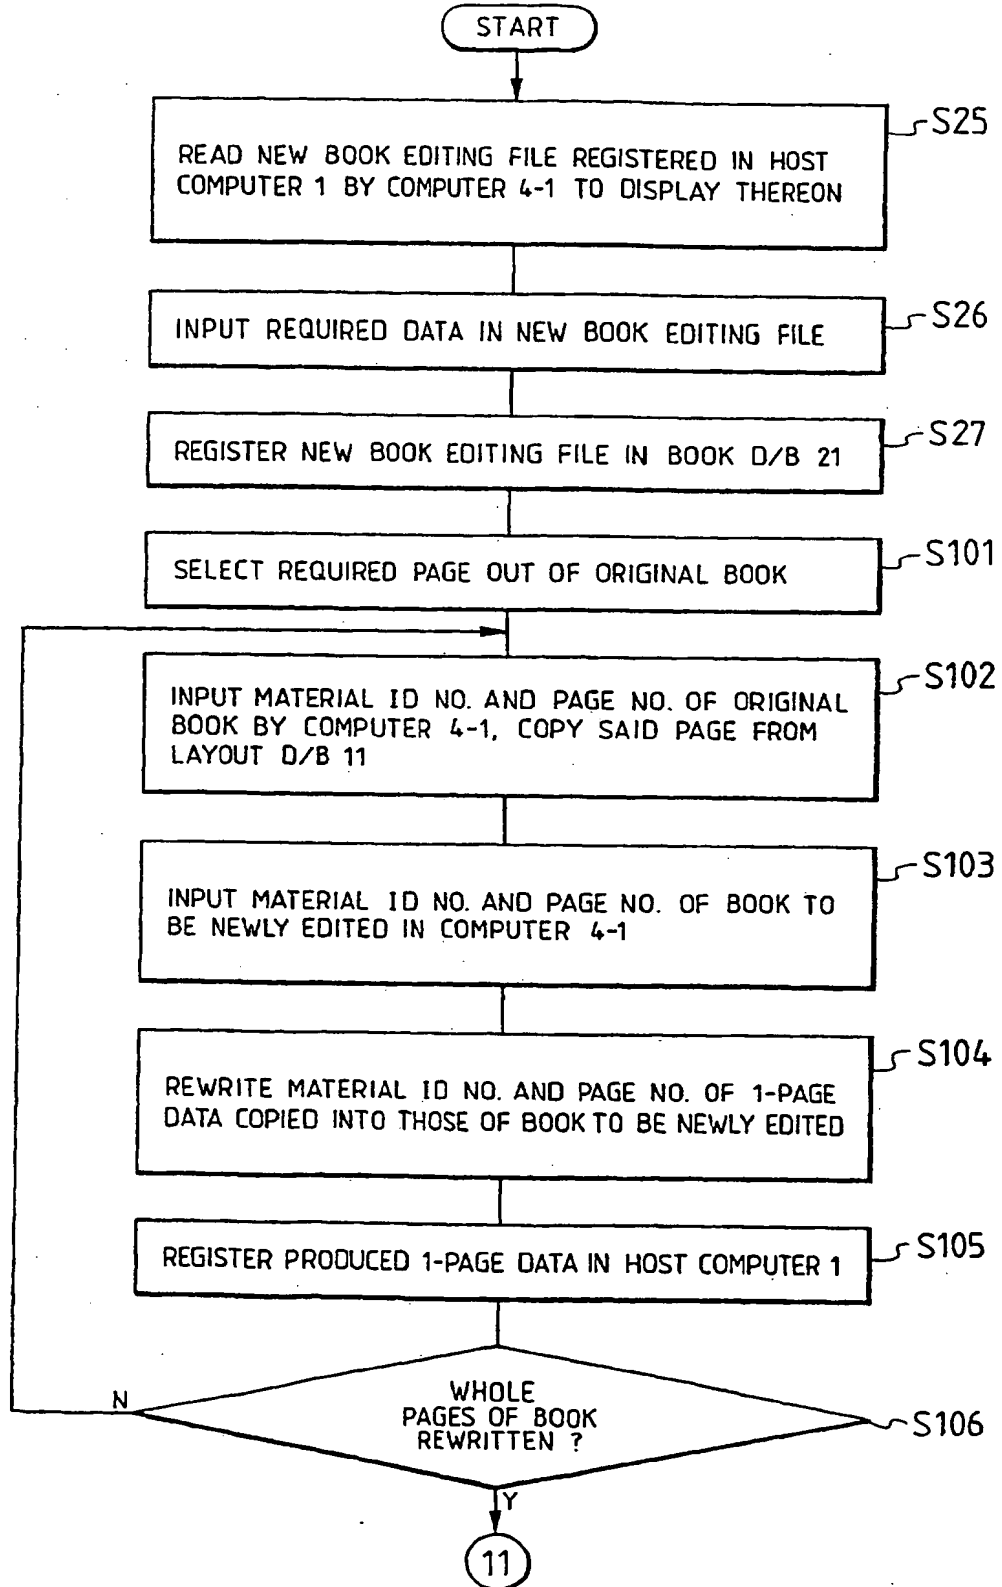 START
S25
READ NEW BOOK EDITING FILE REGISTERED IN HOST
COMPUTER 1 BY COMPUTER 4-1 TO DISPLAY THEREON
S26
INPUT REQUIRED DATA IN NEW BOOK EDITING FILE
S27
REGISTER NEW BOOK EDITING FILE IN BOOK D/B 21
S101
SELECT REQUIRED PAGE OUT OF ORIGINAL BOOK
S102
INPUT MATERIAL ID NO. AND PAGE NO. OF ORIGINAL
BOOK BY COMPUTER 4-1, COPY SAID PAGE FROM
LAYOUT D/B 11
S103
INPUT MATERIAL ID NO. AND PAGE NO. OF BOOK TO
BE NEWLY EDITED IN COMPUTER 4-1
S104
REWRITE MATERIAL ID NO. AND PAGE NO. OF 1-PAGE
DATA COPIED INTO THOSE OF BOOK TO BE NEWLY EDITED
S105
REGISTER PRODUCED 1-PAGE DATA IN HOST COMPUTER 1
N
WHOLE
PAGES OF BOOK
REWRITTEN ?
S106
Y
11